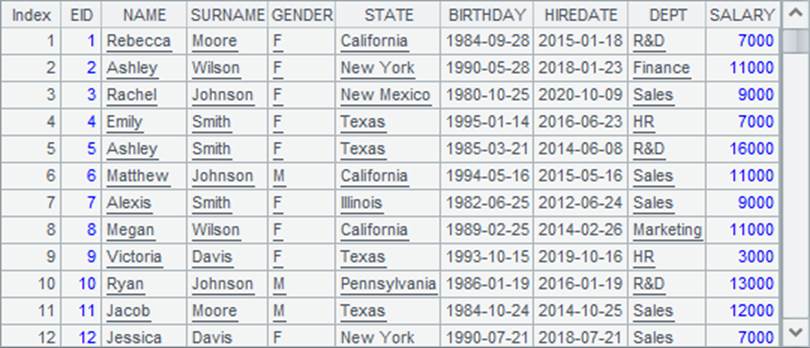 Index EID NAME SURNAME GENDER STATE BIRTHDAY HIREDATE DEPT SALARY
1 1 Rebecca Moore F California 1984-09-28 2015-01-18 R&D 7000
2 2 Ashley Wilson F New York 1990-05-28 2018-01-23 Finance 11000
3 3 Rachel Johnson F New Mexico 1980-10-25 2020-10-09 Sales 9000
4 4 Emily Smith F Texas 1995-01-14 2016-06-23 HR 7000
5 5 Ashley Smith F Texas 1985-03-21 2014-06-08 R&D 16000
6 6 Matthew Johnson M California 1994-05-16 2015-05-16 Sales 11000
7 7 Alexis Smith F Illinois 1982-06-25 2012-06-24 Sales 9000
8 8 Megan Wilson F California 1989-02-25 2014-02-26 Marketing 11000
9 9 Victoria Davis F Texas 1993-10-15 2019-10-16 HR 3000
10 10 Ryan Johnson M Pennsylvania 1986-01-19 2016-01-19 R&D 13000
11 11 Jacob Moore M Texas 1984-10-24 2014-10-25 Sales 12000
12 12 Jessica Davis F New York 1990-07-21 2018-07-21 Sales 7000